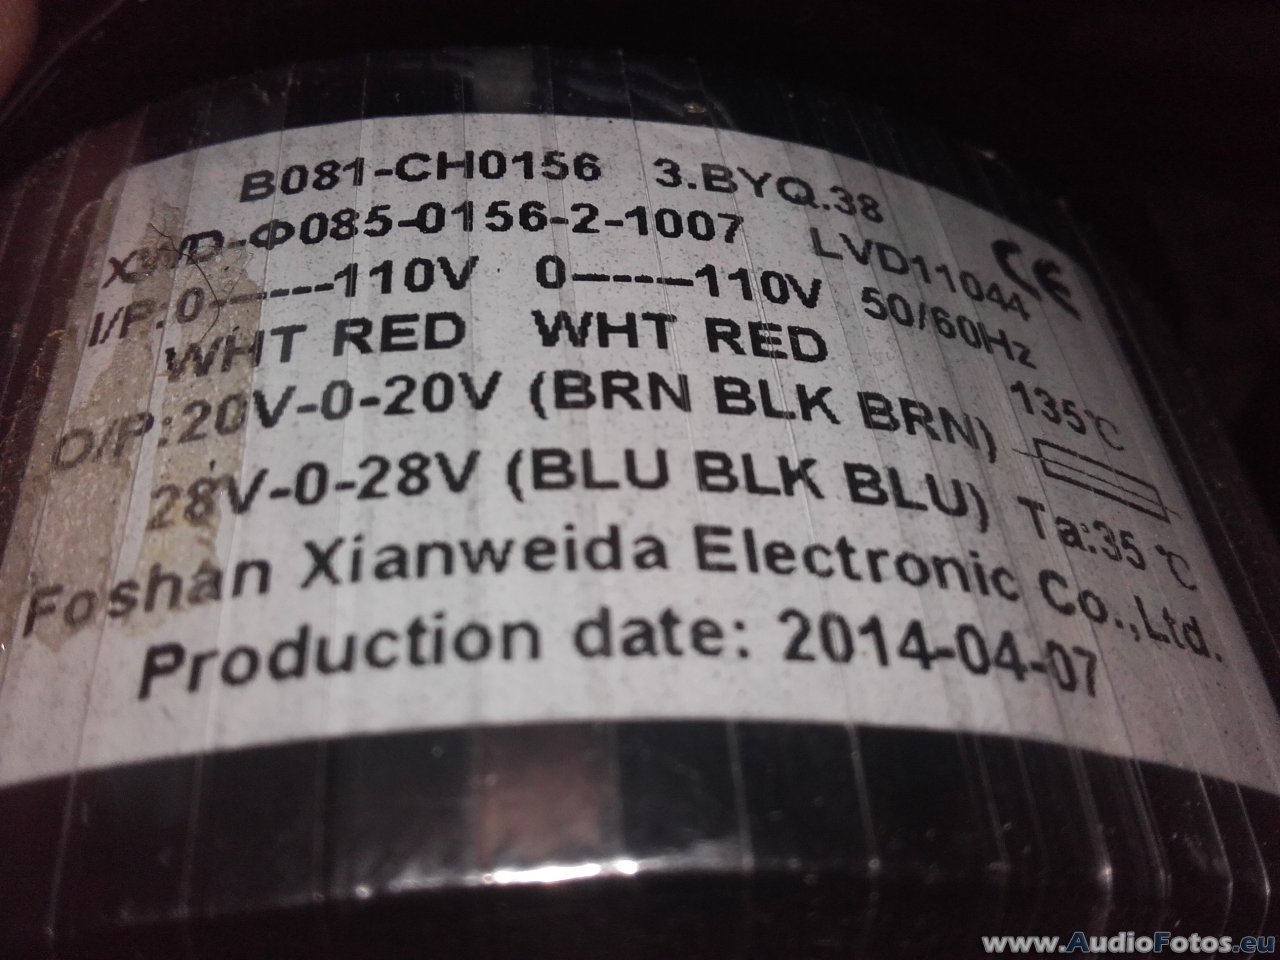 B081-CH0156 3.BYQ.38
XWD-Φ085-0156-2-1007 LVD11044 CE
I/P:0------110V 0------110V 50/60Hz
WHT RED WHT RED
O/P:20V-0-20V (BRN BLK BRN) 135℃
28V-0-28V (BLU BLK BLU) Ta:35℃
Foshan Xianweida Electronic Co.,Ltd.
Production date: 2014-04-07
www.AudioFotos.eu